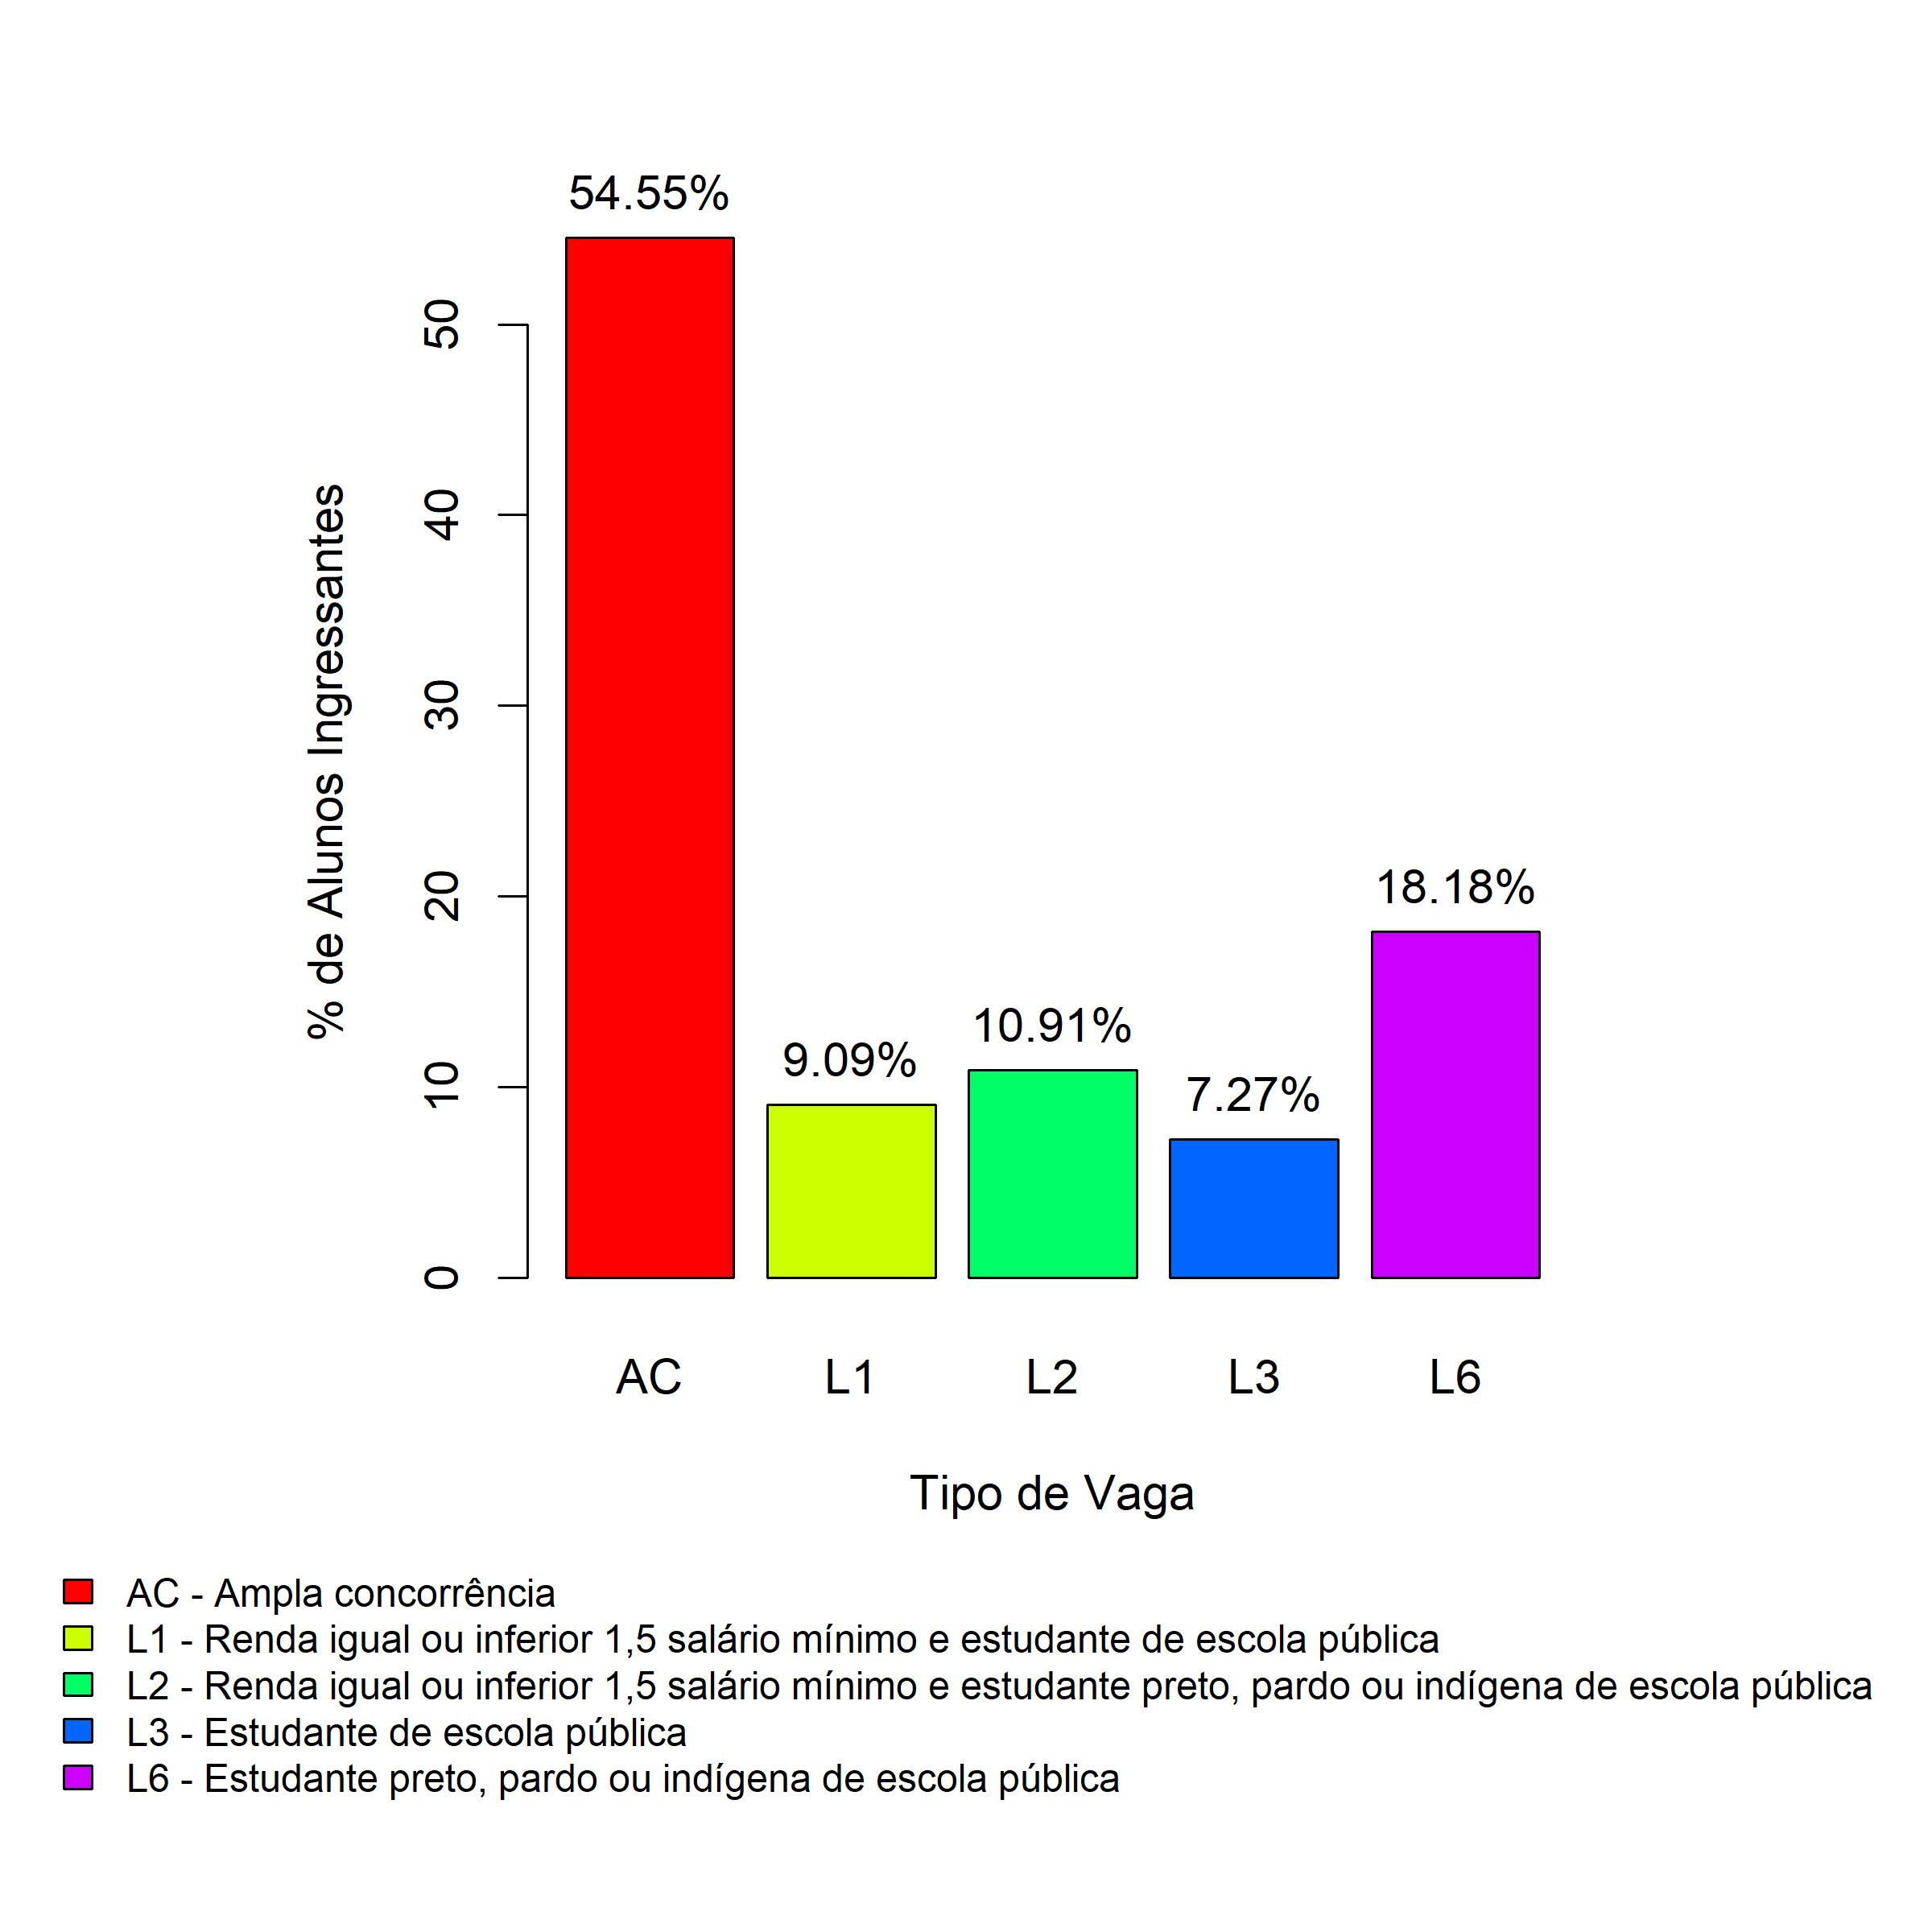 54.55%
50
40
30
20
10
0
% de Alunos Ingressantes
18.18%
10.91%
9.09%
7.27%
AC L1 L2 L3 L6
Tipo de Vaga
AC - Ampla concorrência
L1 - Renda igual ou inferior 1,5 salário mínimo e estudante de escola pública
L2 - Renda igual ou inferior 1,5 salário mínimo e estudante preto, pardo ou indígena de escola pública
L3 - Estudante de escola pública
L6 - Estudante preto, pardo ou indígena de escola pública